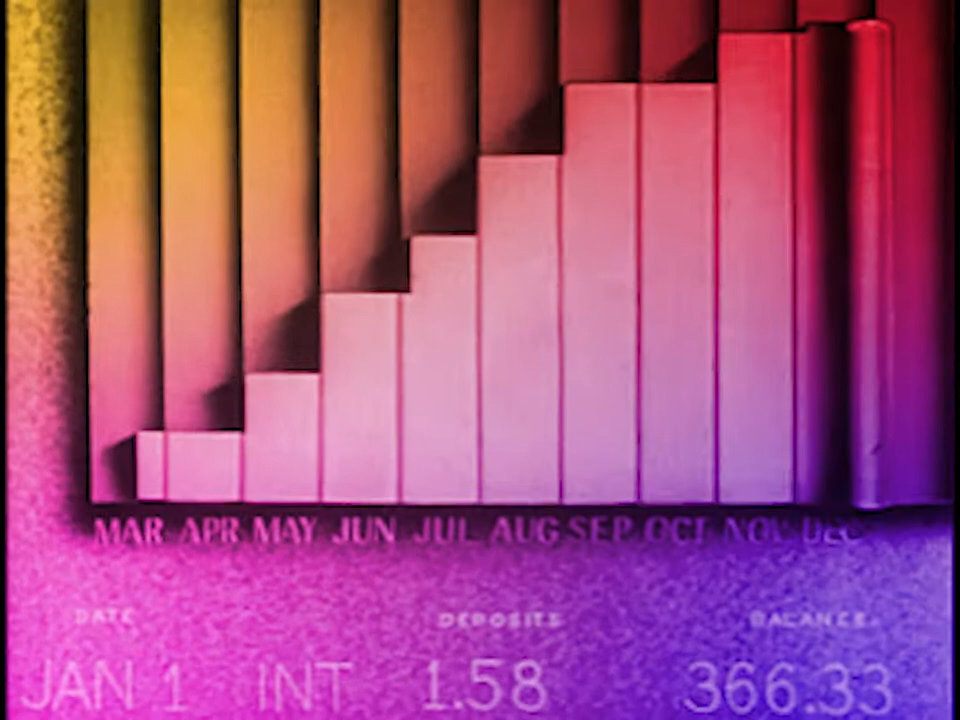 MAR APR MAY JUN JUL AUG SEP OCT NOV DEC
DATE DEPOSITS BALANCE
JAN 1 INT 1.58 366.33